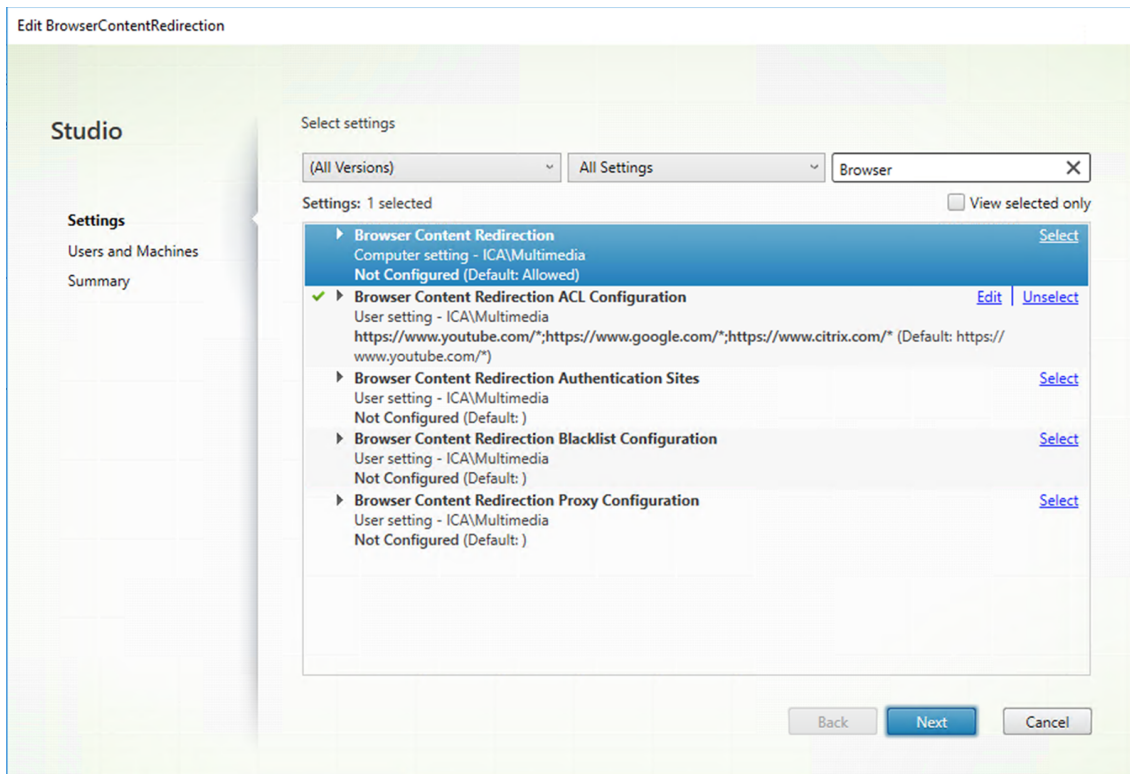 Edit BrowserContentRedirection
Studio
Settings
Users and Machines
Summary
Select settings
(All Versions)
All Settings
Browser
Settings: 1 selected
View selected only
Browser Content Redirection
Select
Computer setting - ICA\Multimedia
Not Configured (Default: Allowed)
Browser Content Redirection ACL Configuration
Edit | Unselect
User setting - ICA\Multimedia
https://www.youtube.com/*;https://www.google.com/*;https://www.citrix.com/* (Default: https://
www.youtube.com/*)
Browser Content Redirection Authentication Sites
Select
User setting - ICA\Multimedia
Not Configured (Default: )
Browser Content Redirection Blacklist Configuration
Select
User setting - ICA\Multimedia
Not Configured (Default: )
Browser Content Redirection Proxy Configuration
Select
User setting - ICA\Multimedia
Not Configured (Default: )
Back
Next
Cancel